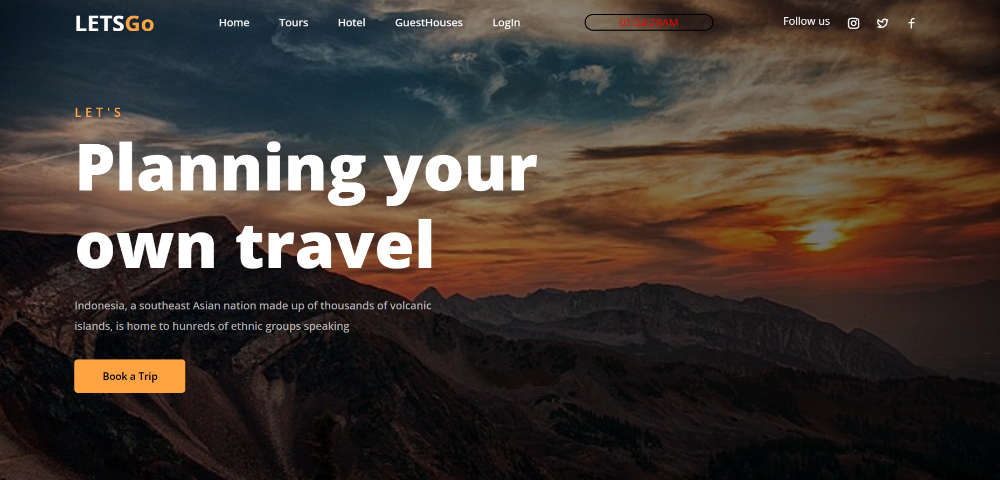 LETSGo
Home Tours Hotel GuestHouses LogIn
01:24:28AM
Follow us
LET'S
Planning your
own travel
Indonesia, a southeast Asian nation made up of thousands of volcanic
islands, is home to hunreds of ethnic groups speaking
Book a Trip